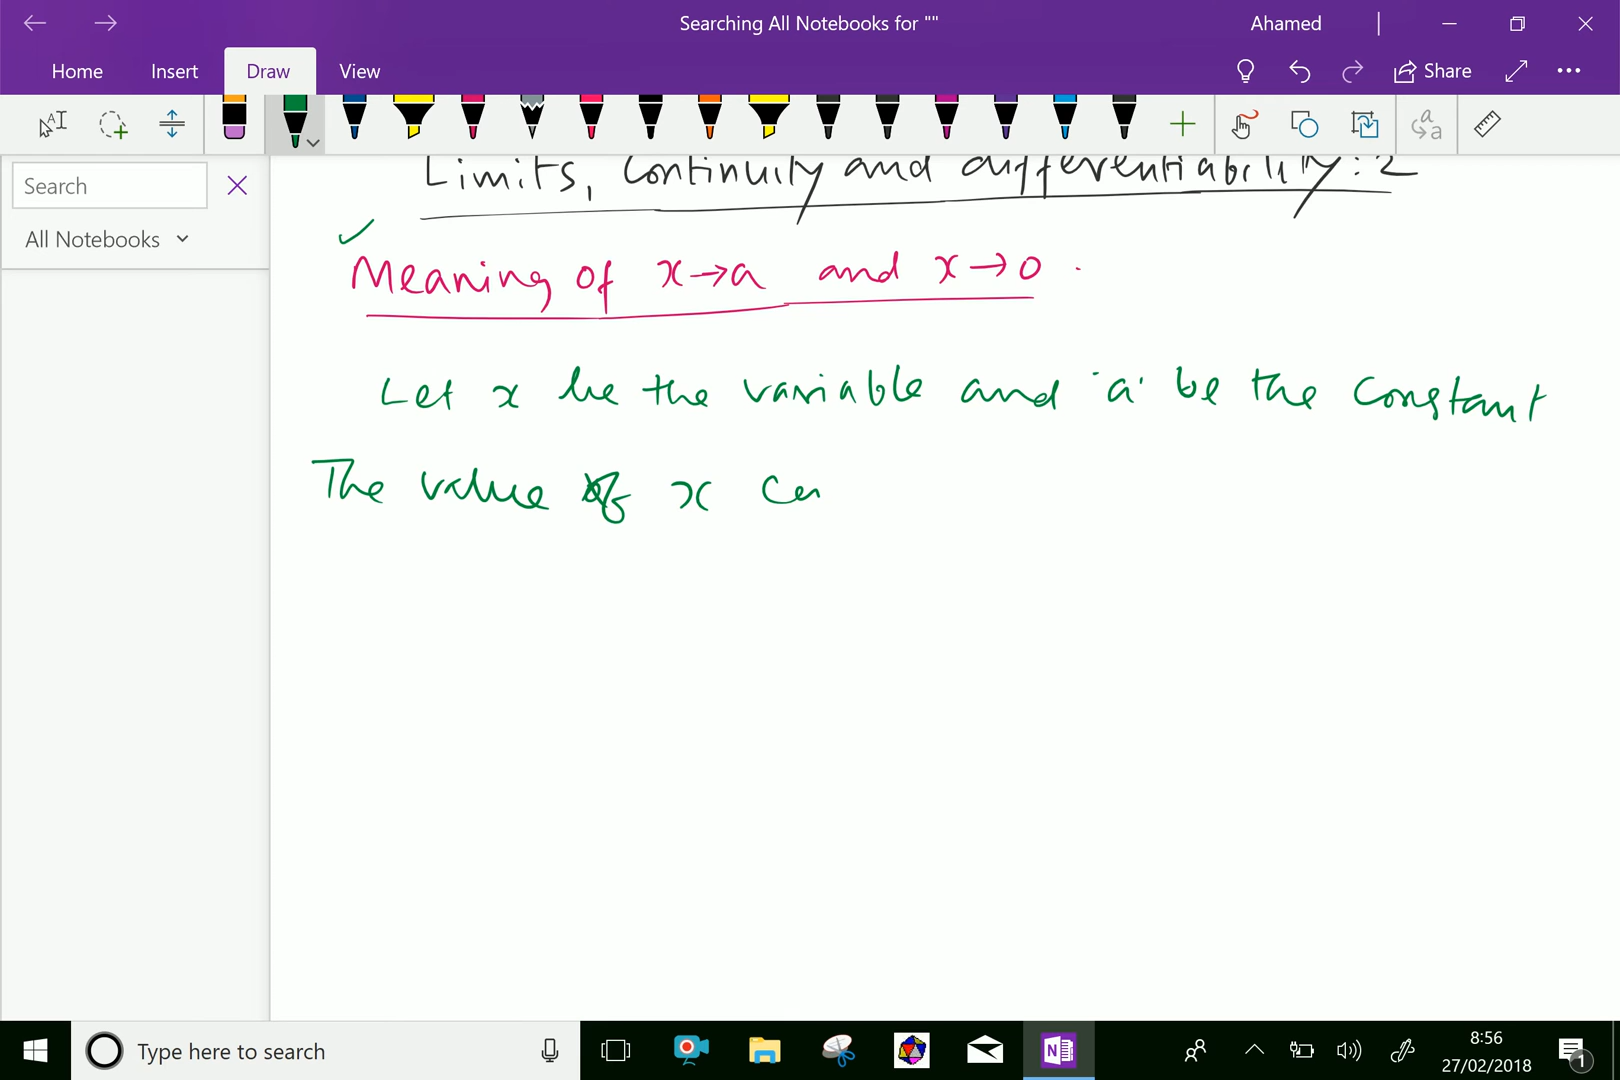 Searching All Notebooks for ""
Ahamed
Home Insert Draw View
Share
Search
All Notebooks
Limits, Continuity and differentiability: 2
Meaning of x→a and x→0.
Let x be the variable and 'a' be the constant
The value of x
Type here to search
8:56
27/02/2018
1